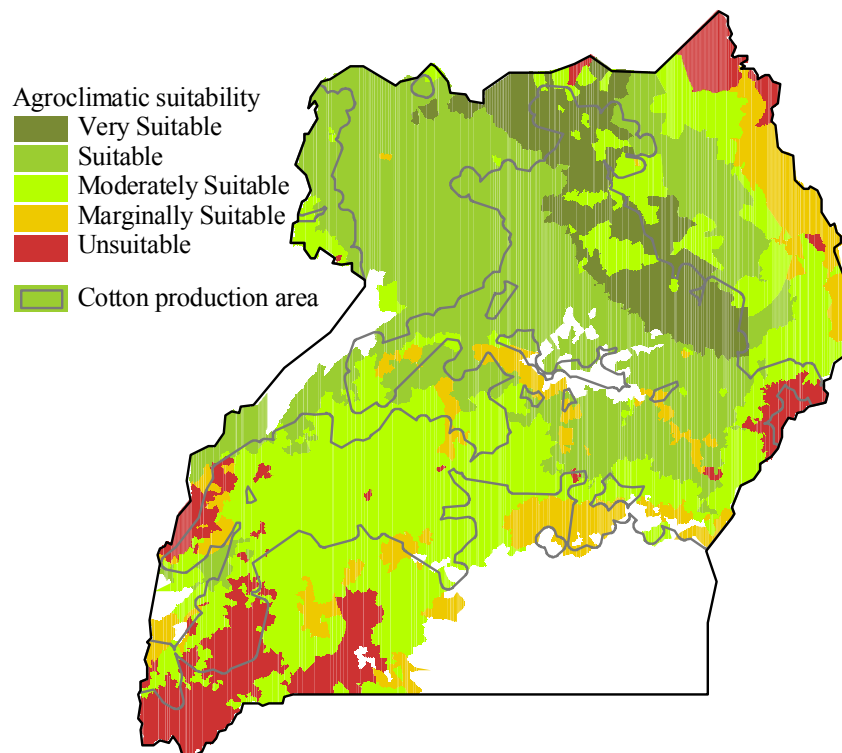 Agroclimatic suitability
Very Suitable
Suitable
Moderately Suitable
Marginally Suitable
Unsuitable
Cotton production area